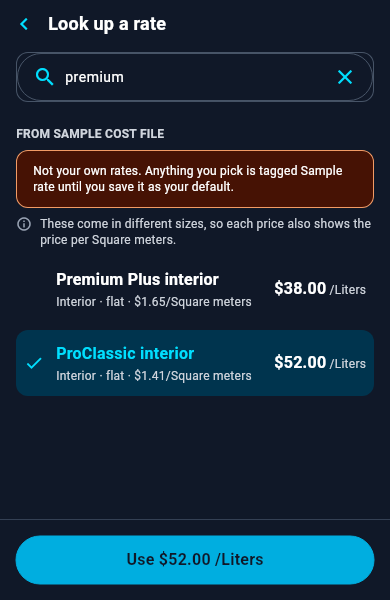 Look up a rate
premium
FROM SAMPLE COST FILE
Not your own rates. Anything you pick is tagged Sample
rate until you save it as your default.
These come in different sizes, so each price also shows the
price per Square meters.
Premium Plus interior
$38.00 /Liters
Interior · flat · $1.65/Square meters
ProClassic interior
$52.00 /Liters
Interior · flat · $1.41/Square meters
Use $52.00 /Liters